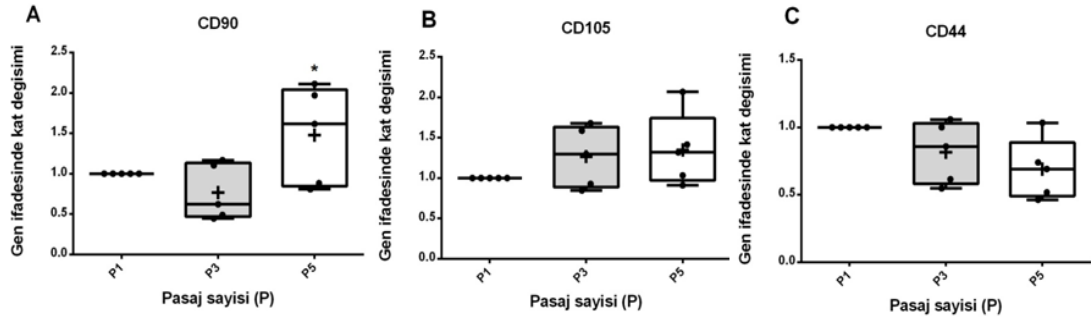 A
CD90
Gen ifadesinde kat degisimi
2.5
2.0
1.5
1.0
0.5
0.0
*
P1
P3
P5
Pasaj sayisi (P)
B
CD105
Gen ifadesinde kat degisimi
2.5
2.0
1.5
1.0
0.5
0.0
P1
P3
P5
Pasaj sayisi (P)
C
CD44
Gen ifadesinde kat degisimi
1.5
1.0
0.5
0.0
P1
P3
P5
Pasaj sayisi (P)